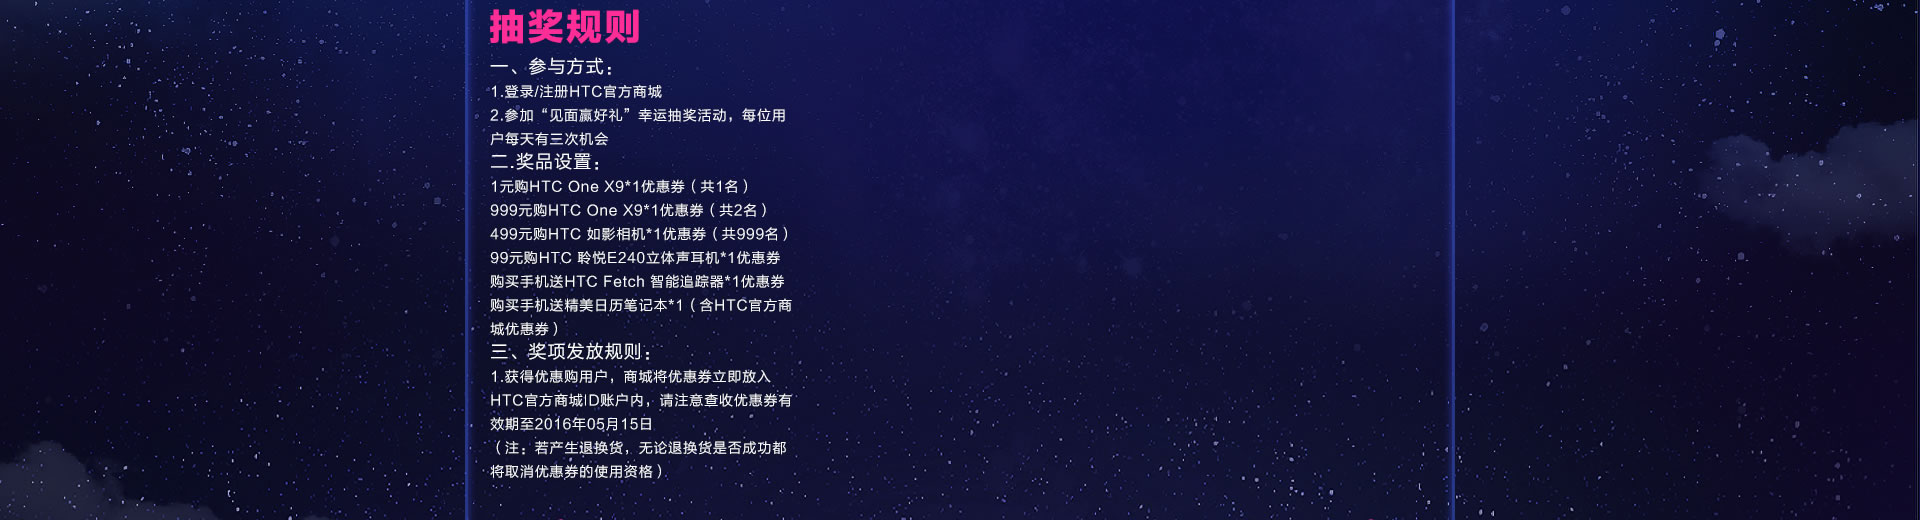 抽奖规则
一、参与方式：
1.登录/注册HTC官方商城
2.参加“见面赢好礼”幸运抽奖活动，每位用
户每天有三次机会
二.奖品设置：
1元购HTC One X9*1优惠券（共1名）
999元购HTC One X9*1优惠券（共2名）
499元购HTC 如影相机*1优惠券（共999名）
99元购HTC 聆悦E240立体声耳机*1优惠券
购买手机送HTC Fetch 智能追踪器*1优惠券
购买手机送精美日历笔记本*1（含HTC官方商
城优惠券）
三、奖项发放规则：
1.获得优惠购用户，商城将优惠券立即放入
HTC官方商城ID账户内，请注意查收优惠券有
效期至2016年05月15日
（注：若产生退换货，无论退换货是否成功都
将取消优惠券的使用资格）